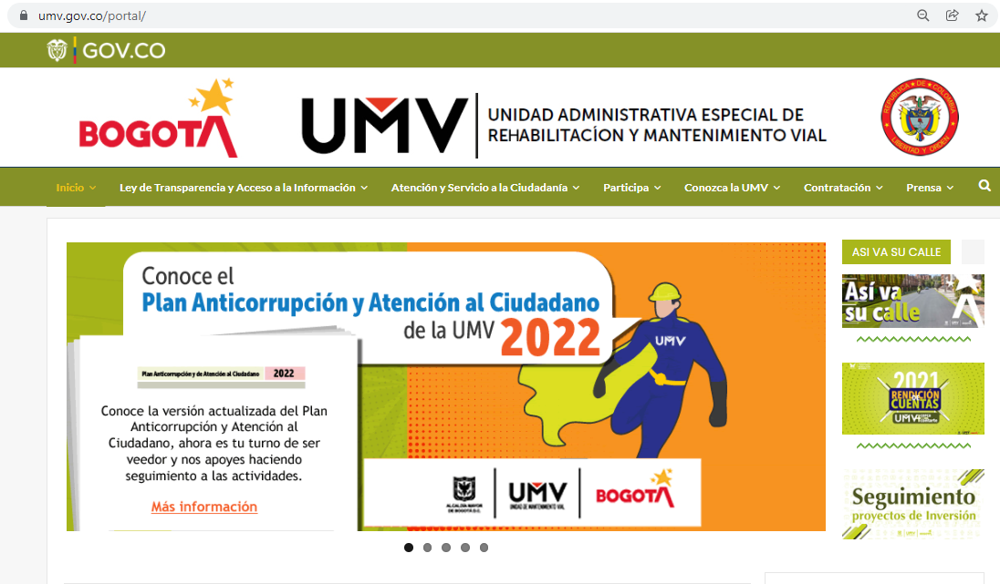 umv.gov.co/portal/
GOV.CO
BOGOTÁ
UMV
UNIDAD ADMINISTRATIVA ESPECIAL DE
REHABILITACÍON Y MANTENIMIENTO VIAL
REPUBLICA DE COLOMBIA
LIBERTAD Y ORDEN
Inicio
Ley de Transparencia y Acceso a la Información
Atención y Servicio a la Ciudadanía
Participa
Conozca la UMV
Contratación
Prensa
Conoce el
Plan Anticorrupción y Atención al Ciudadano
de la UMV 2022
Plan Anticorrupción y de Atención al Ciudadano 2022
Conoce la versión actualizada del Plan
Anticorrupción y Atención al
Ciudadano, ahora es tu turno de ser
veedor y nos apoyes haciendo
seguimiento a las actividades.
Más información
UMV
ALCALDÍA MAYOR
DE BOGOTÁ D.C.
UMV
UNIDAD DE MANTENIMIENTO VIAL
BOGOTÁ
ASI VA SU CALLE
Así va
su calle
2021
RENDICIÓN
CUENTAS
UMV
Seguimiento
proyectos de Inversión